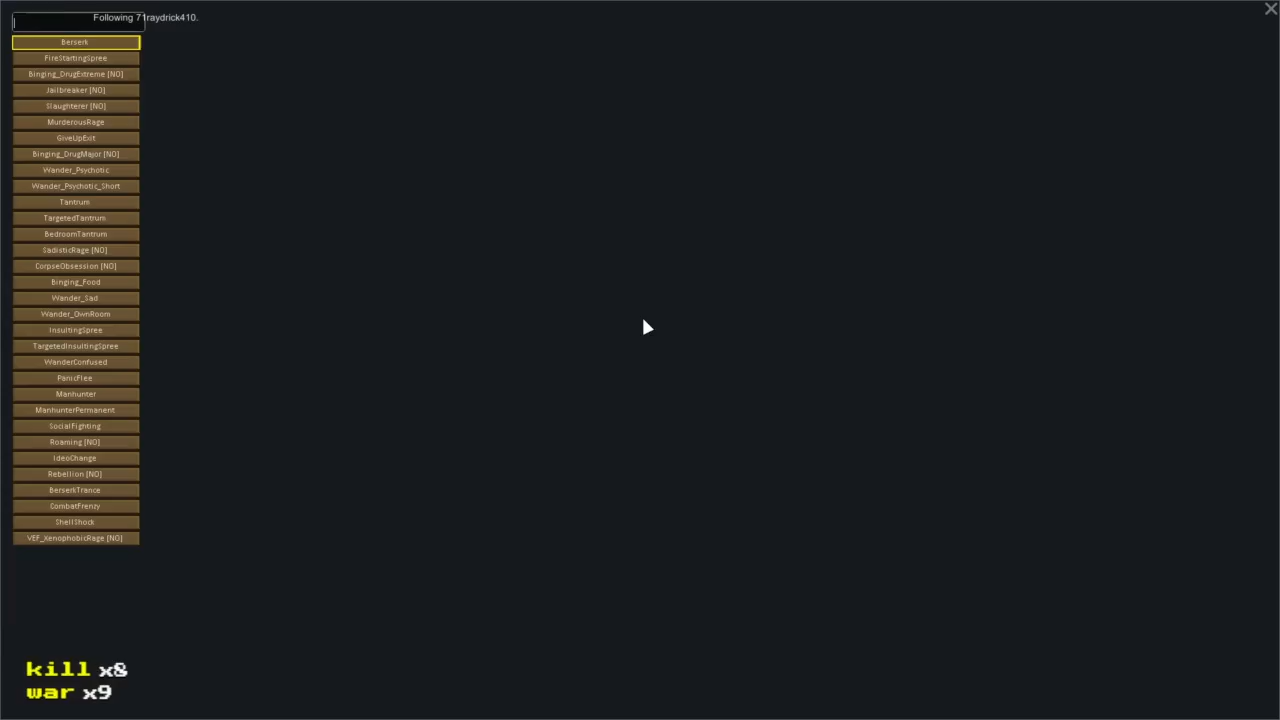 Following 71raydrick410.
Berserk
FireStartingSpree
Binging_DrugExtreme [NO]
Jailbreaker [NO]
Slaughterer [NO]
MurderousRage
GiveUpExit
Binging_DrugMajor [NO]
Wander_Psychotic
Wander_Psychotic_Short
Tantrum
TargetedTantrum
BedroomTantrum
SadisticRage [NO]
CorpseObsession [NO]
Binging_Food
Wander_Sad
Wander_OwnRoom
InsultingSpree
TargetedInsultingSpree
WanderConfused
PanicFlee
Manhunter
ManhunterPermanent
SocialFighting
Roaming [NO]
IdeoChange
Rebellion [NO]
BerserkTrance
CombatFrenzy
ShellShock
VEF_XenophobicRage [NO]
kill x8
war x9